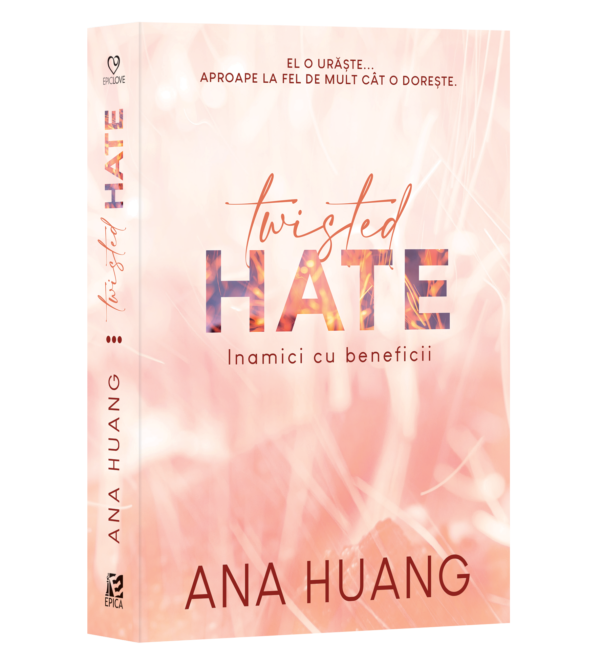 EL O URĂȘTE...
APROAPE LA FEL DE MULT CÂT O DOREȘTE.
twisted
HATE
Inamici cu beneficii
ANA HUANG
EPICLOVE
twisted HATE
ANA HUANG
EPICA